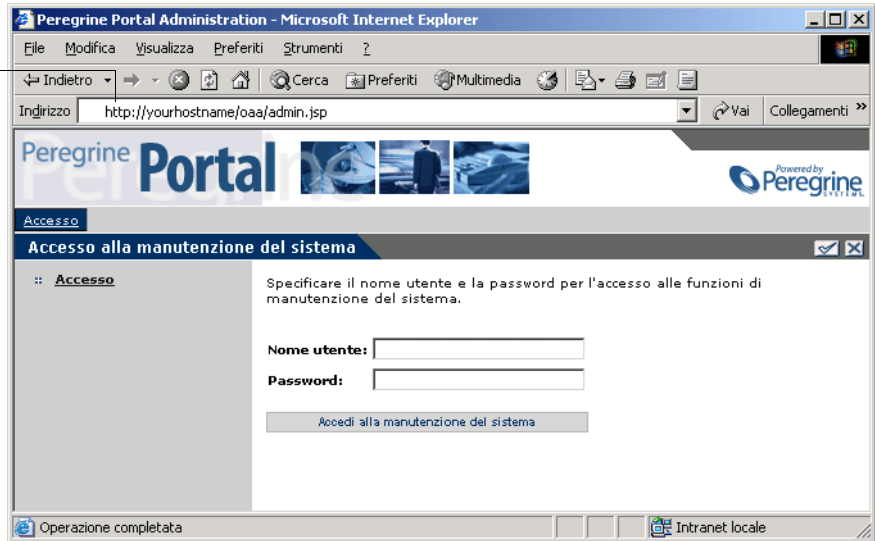 Peregrine Portal Administration - Microsoft Internet Explorer
File Modifica Visualizza Preferiti Strumenti ?
Indietro Cerca Preferiti Multimedia
Indirizzo http://yourhostname/oaa/admin.jsp Vai Collegamenti »
Peregrine Portal
Powered by
Peregrine
SYSTEMS
Accesso
Accesso alla manutenzione del sistema
:: Accesso
Specificare il nome utente e la password per l'accesso alle funzioni di
manutenzione del sistema.
Nome utente:
Password:
Accedi alla manutenzione del sistema
Operazione completata Intranet locale